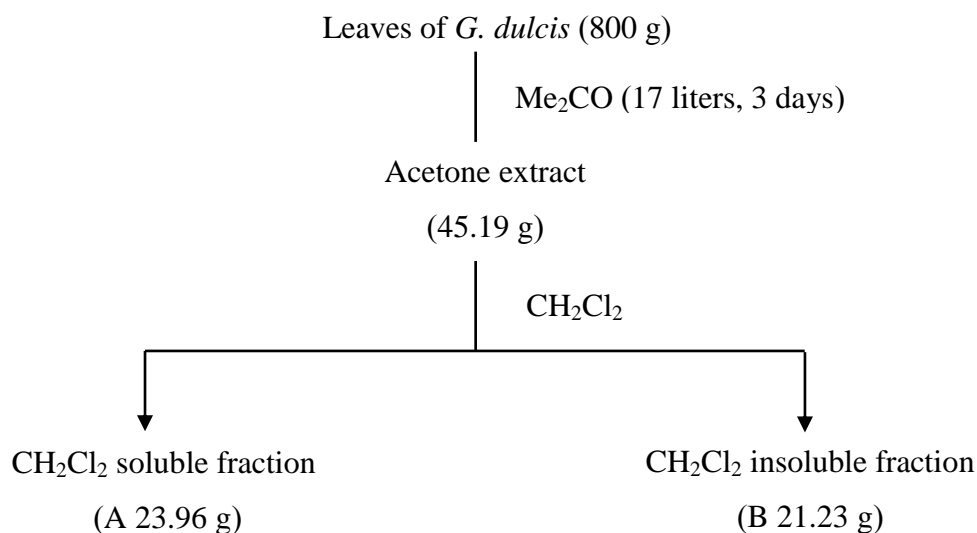 Leaves of G. dulcis (800 g)
Me₂CO (17 liters, 3 days)
Acetone extract
(45.19 g)
CH₂Cl₂
CH₂Cl₂ soluble fraction
(A 23.96 g)
CH₂Cl₂ insoluble fraction
(B 21.23 g)